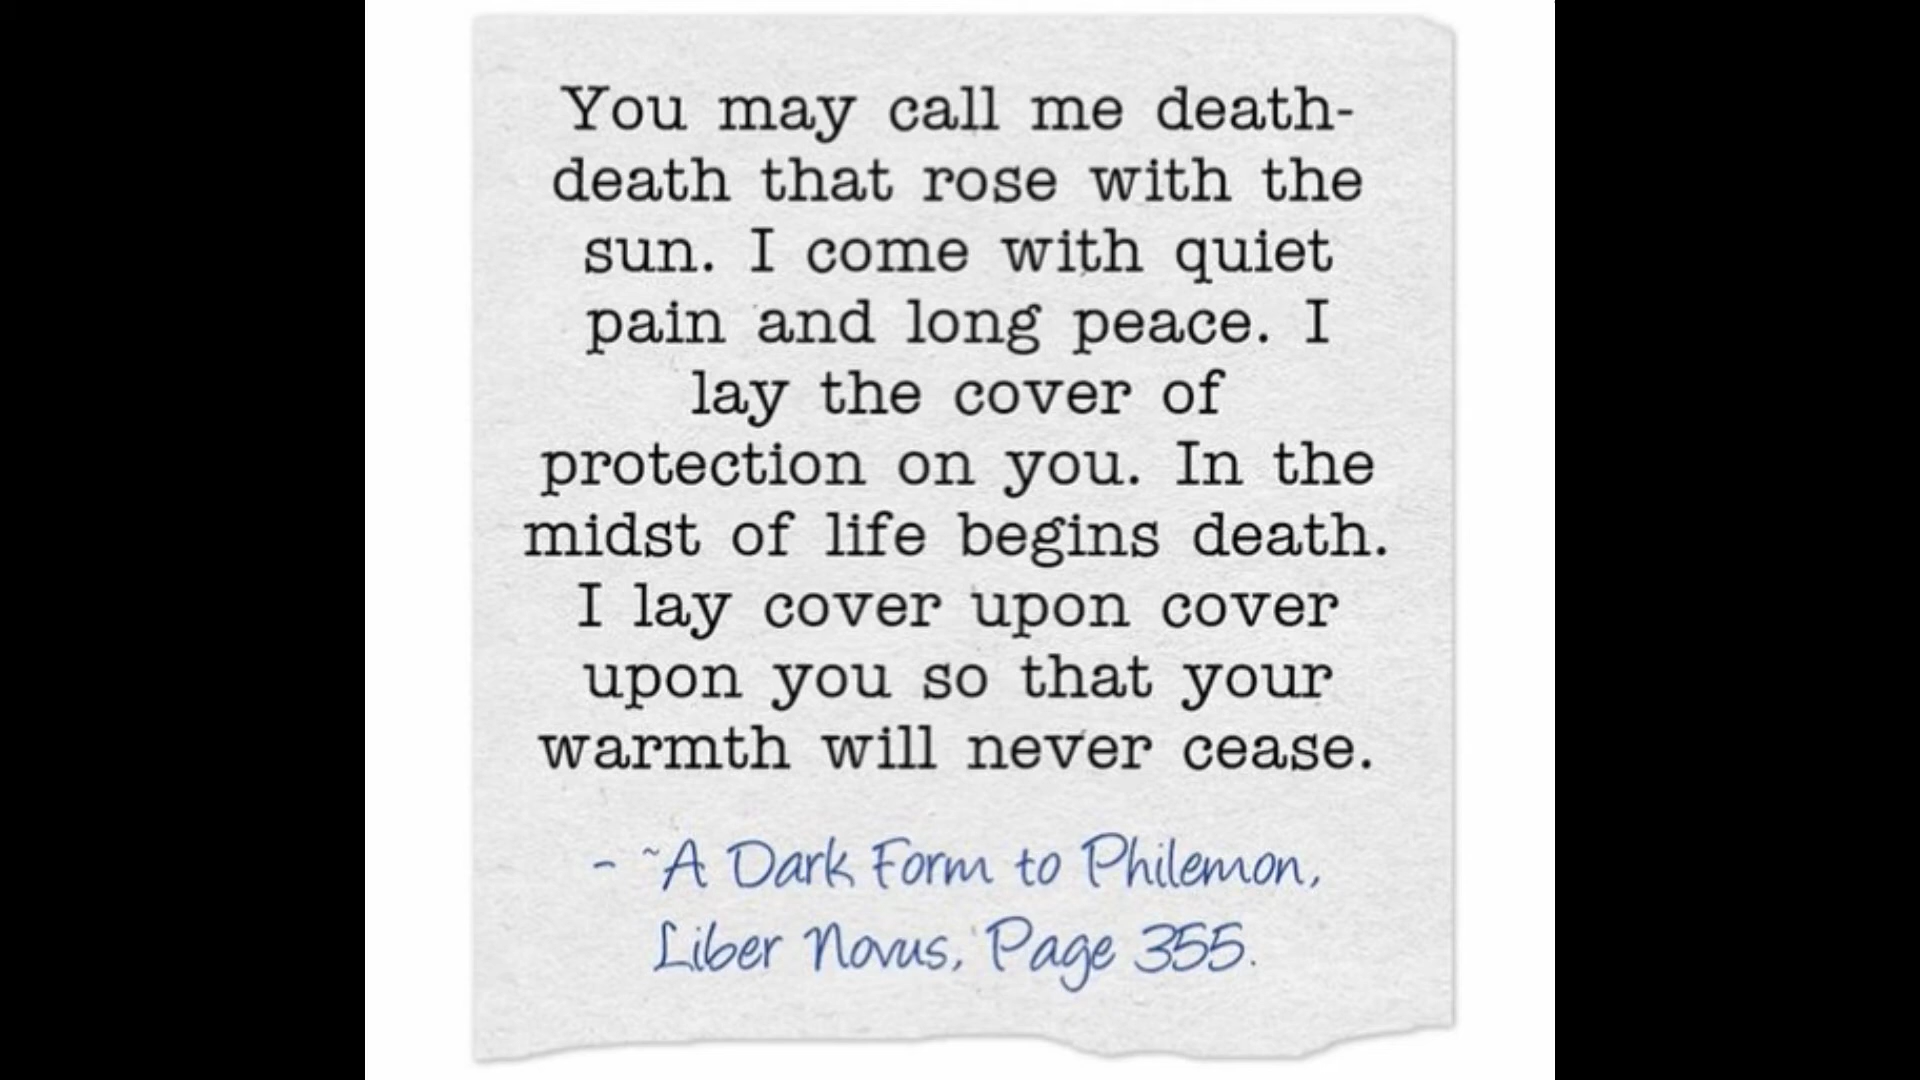 You may call me death-
death that rose with the
sun. I come with quiet
pain and long peace. I
lay the cover of
protection on you. In the
midst of life begins death.
I lay cover upon cover
upon you so that your
warmth will never cease.
- ~A Dark Form to Philemon,
Liber Novus, Page 355.